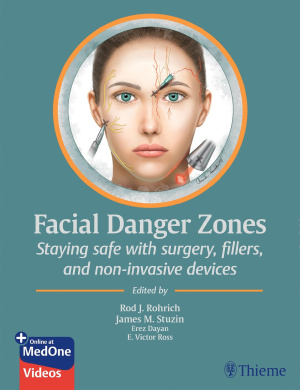 Facial Danger Zones
Staying safe with surgery, fillers,
and non-invasive devices
Edited by
Rod J. Rohrich
James M. Stuzin
Erez Dayan
E. Victor Ross
+ Online at
MedOne
Videos
Thieme